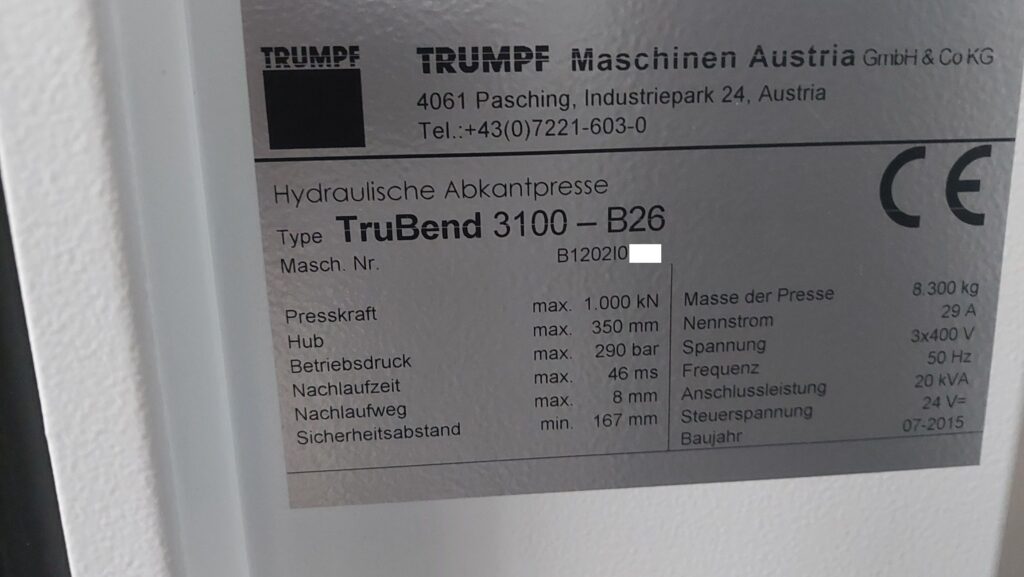 TRUMPF
TRUMPF Maschinen Austria GmbH & Co KG
4061 Pasching, Industriepark 24, Austria
Tel.:+43(0)7221-603-0
Hydraulische Abkantpresse
CE
Type TruBend 3100 – B26
Masch. Nr. B1202I0
Presskraft max. 1.000 kN
Hub max. 350 mm
Betriebsdruck max. 290 bar
Nachlaufzeit max. 46 ms
Nachlaufweg max. 8 mm
Sicherheitsabstand min. 167 mm
Masse der Presse 8.300 kg
Nennstrom 29 A
Spannung 3x400 V
Frequenz 50 Hz
Anschlussleistung 20 kVA
Steuerspannung 24 V=
Baujahr 07-2015